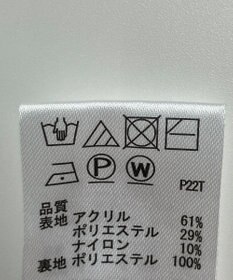 P W
P22T
品質
表地 アクリル 61%
ポリエステル 29%
ナイロン 10%
裏地 ポリエステル 100%